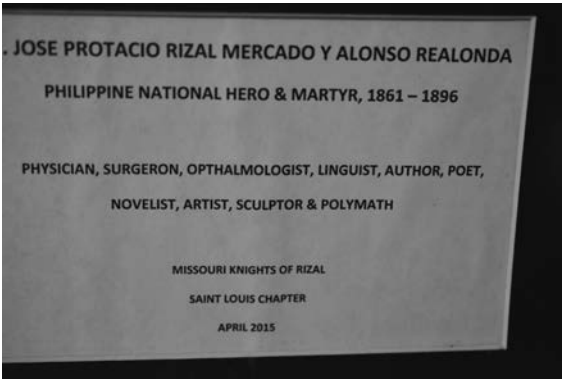 . JOSE PROTACIO RIZAL MERCADO Y ALONSO REALONDA
PHILIPPINE NATIONAL HERO & MARTYR, 1861 – 1896
PHYSICIAN, SURGERON, OPTHALMOLOGIST, LINGUIST, AUTHOR, POET,
NOVELIST, ARTIST, SCULPTOR & POLYMATH
MISSOURI KNIGHTS OF RIZAL
SAINT LOUIS CHAPTER
APRIL 2015